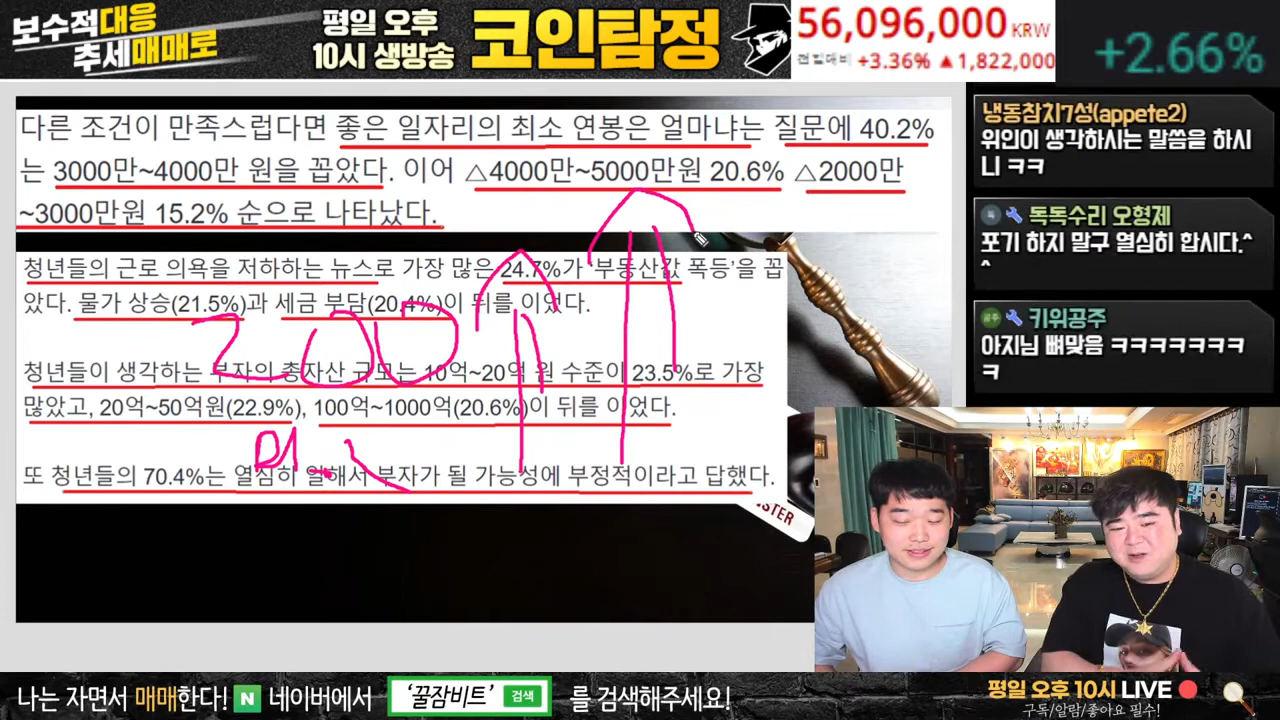 보수적대응
추세매매로
평일 오후
10시 생방송
코인탐정
56,096,000 KRW
전일대비 +3.36% ▲1,822,000
+2.66%
다른 조건이 만족스럽다면 좋은 일자리의 최소 연봉은 얼마냐는 질문에 40.2%
는 3000만~4000만 원을 꼽았다. 이어 △4000만~5000만원 20.6% △2000만
~3000만원 15.2% 순으로 나타났다.
청년들의 근로 의욕을 저하하는 뉴스로 가장 많은 24.7%가 '부동산값 폭등'을 꼽
았다. 물가 상승(21.5%)과 세금 부담(20.4%)이 뒤를 이었다.
200
청년들이 생각하는 부자의 총자산 규모는 10억~20억 원 수준이 23.5%로 가장
많았고, 20억~50억원(22.9%), 100억~1000억(20.6%)이 뒤를 이었다.
또 청년들의 70.4%는 열심히 일해서 부자가 될 가능성에 부정적이라고 답했다.
냉동참치7성(appete2)
위인이 생각하시는 말씀을 하시
니 ㅋㅋ
독독수리 오형제
포기 하지 말구 열심히 합시다.^
^
키위공주
아지님 뼈맞음 ㅋㅋㅋㅋㅋㅋㅋ
ㅋ
나는 자면서 매매한다! N 네이버에서 '꿀잠비트' 검색 를 검색해주세요!
평일 오후 10시 LIVE
구독/알람/좋아요 필수!